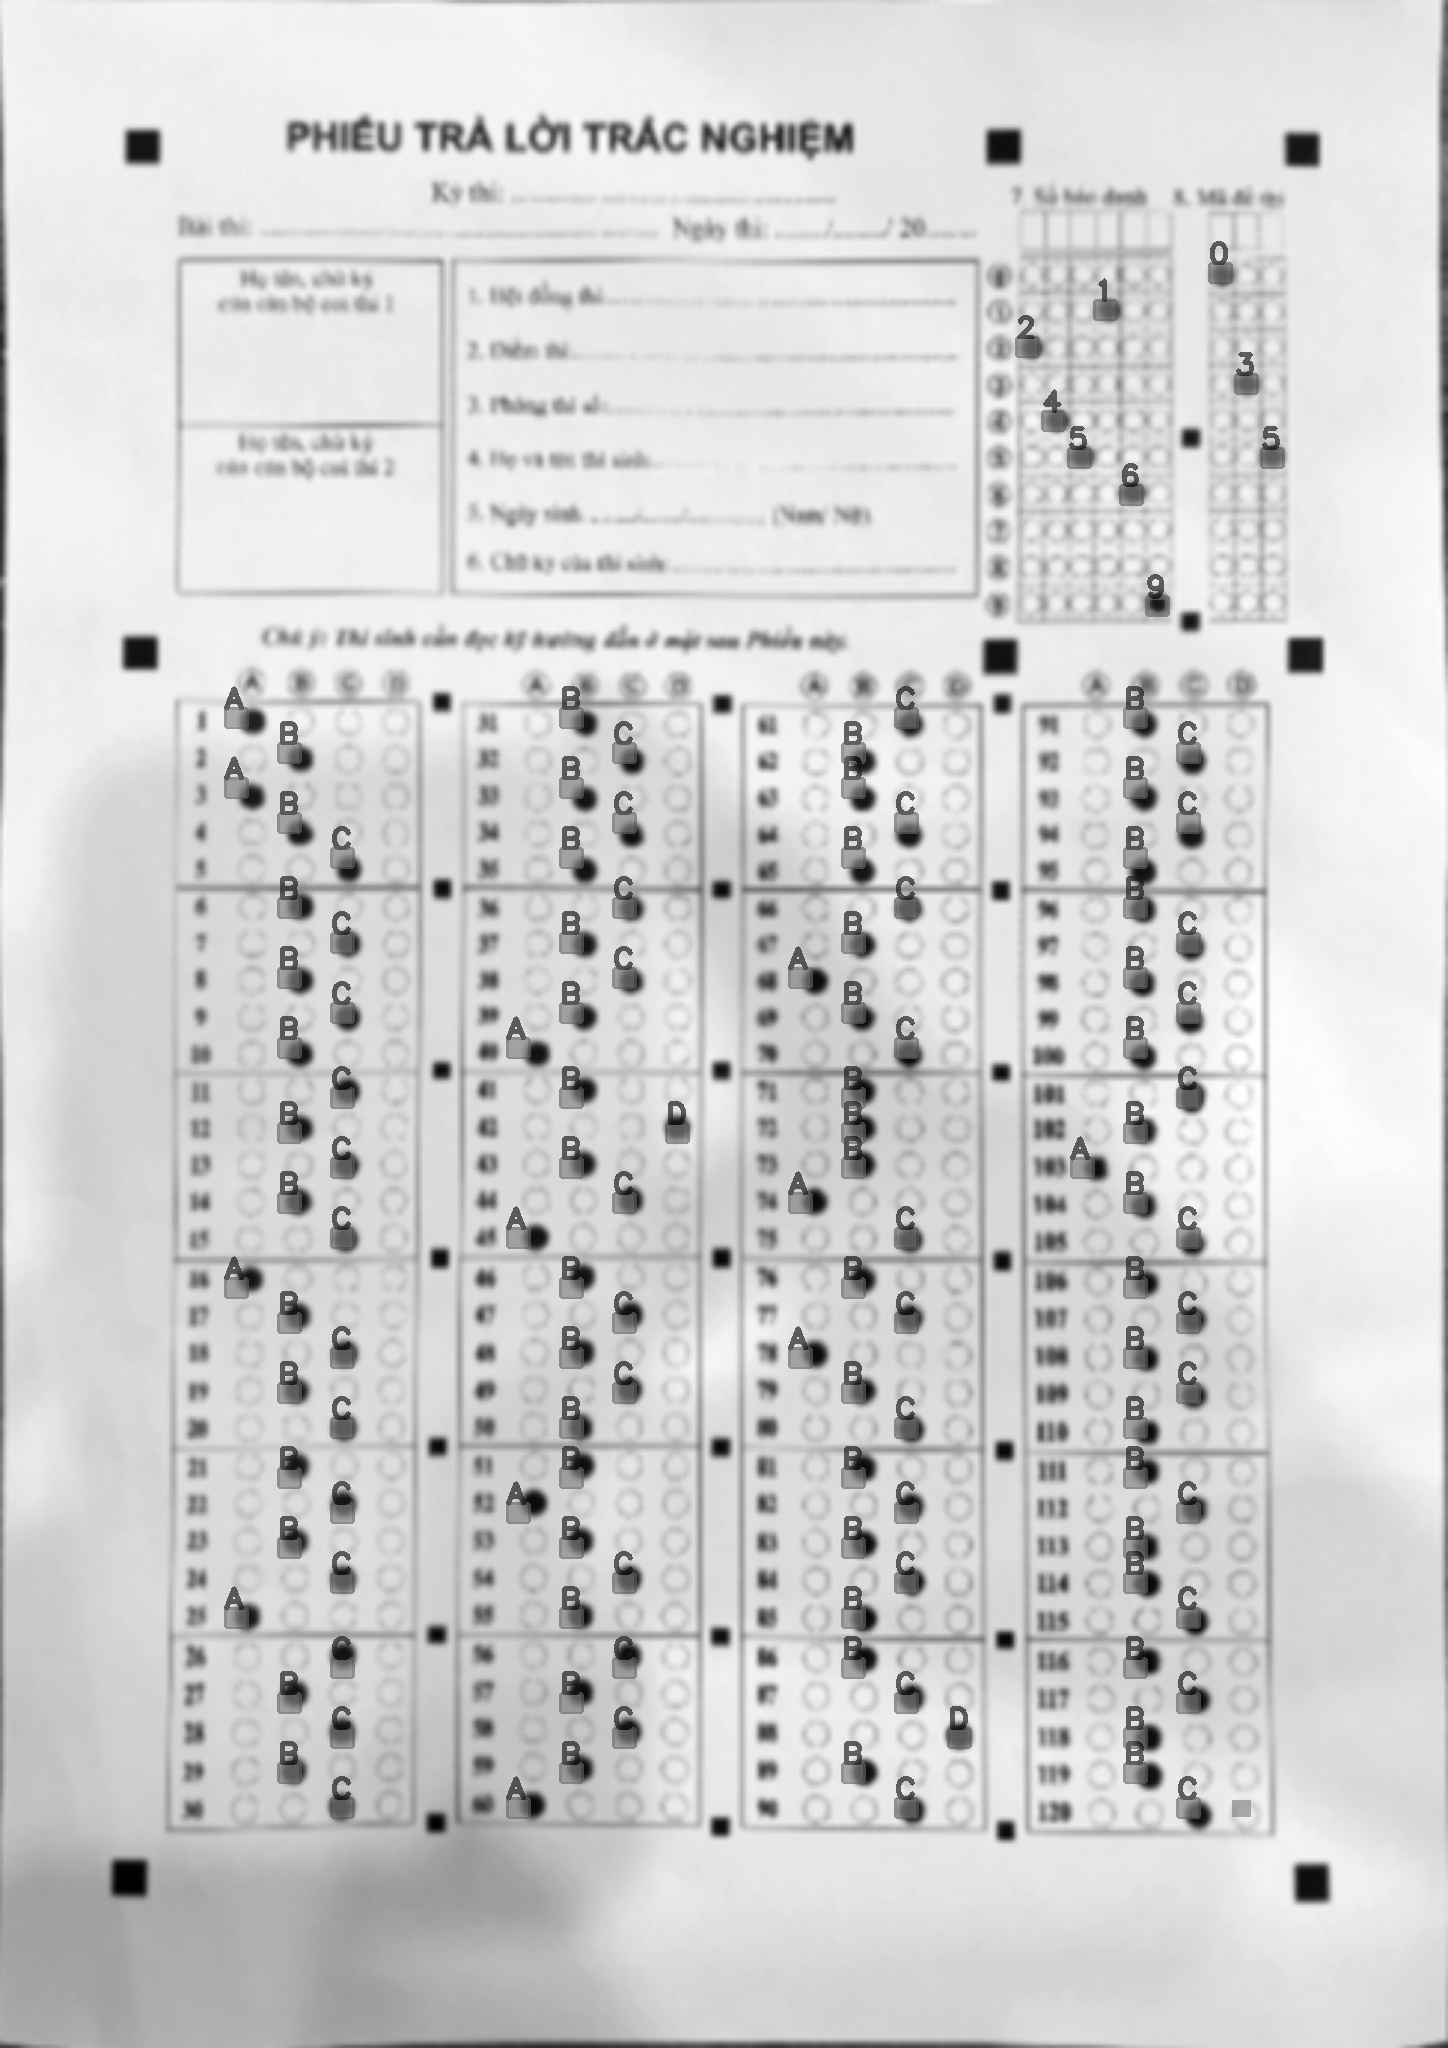 PHIẾU TRẢ LỜI TRẮC NGHIỆM
Kỳ thi: 
Bài thi: Ngày thi: ....../......./ 20......
7. Số báo danh 8. Mã đề thi
Họ tên, chữ ký
của cán bộ coi thi 1
Họ tên, chữ ký
của cán bộ coi thi 2
1. Hội đồng thi
2. Điểm thi
3. Phòng thi số:
4. Họ và tên thí sinh:
5. Ngày sinh ....../....../............ (Nam/ Nữ)
6. Chữ ký của thí sinh:
0
1
2
3
4
5 5
6
9
Chú ý: Thí sinh cần đọc kỹ hướng dẫn ở mặt sau Phiếu này.
A B C D A B C D A B C D A B C D
1 A 31 B 61 C 91 B
2 B 32 C 62 B 92 C
3 A 33 B 63 B 93 B
4 B 34 C 64 C 94 C
5 C 35 B 65 B 95 B
6 B 36 C 66 C 96 B
7 C 37 B 67 B 97 C
8 B 38 C 68 A 98 B
9 C 39 B 69 B 99 C
10 B 40 A 70 C 100 B
11 C 41 B 71 B 101 C
12 B 42 D 72 B 102 B
13 C 43 B 73 B 103 A
14 B 44 C 74 A 104 B
15 C 45 A 75 C 105 C
16 A 46 B 76 B 106 B
17 B 47 C 77 C 107 C
18 C 48 B 78 A 108 B
19 B 49 C 79 B 109 C
20 C 50 B 80 C 110 B
21 B 51 B 81 B 111 B
22 C 52 A 82 C 112 C
23 B 53 B 83 B 113 B
24 C 54 C 84 C 114 B
25 A 55 B 85 B 115 C
26 C 56 C 86 B 116 B
27 B 57 B 87 C 117 C
28 C 58 C 88 D 118 B
29 B 59 B 89 B 119 B
30 C 60 A 90 C 120 C